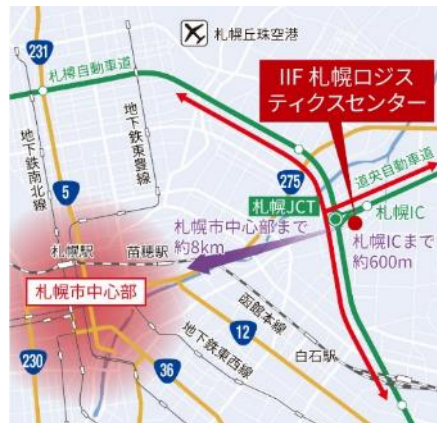 231
札幌丘珠空港
札樽自動車道
IIF 札幌ロジス
ティクスセンター
地下鉄東豊線
地下鉄南北線
275
道央自動車道
5
札幌JCT
札幌IC
札幌市中心部まで
約8km
札幌ICまで
約600m
札幌駅
苗穂駅
札幌市中心部
函館本線
12
白石駅
地下鉄東西線
230
36